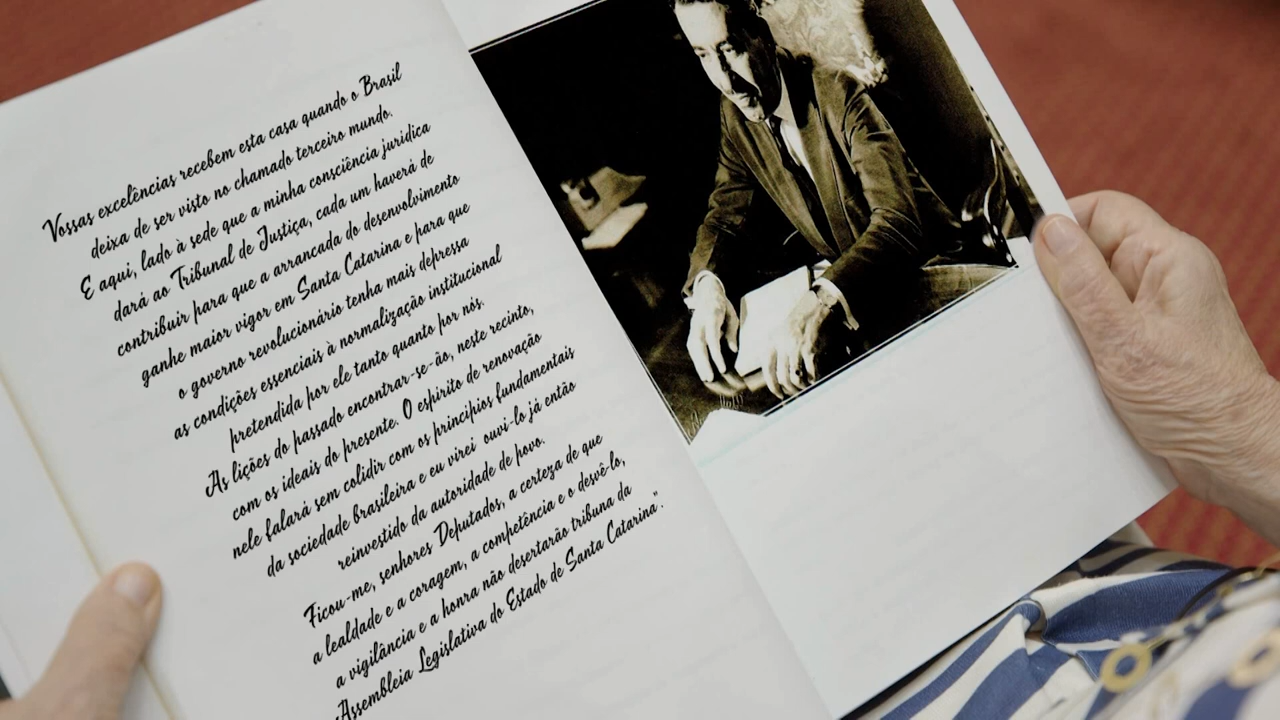 Vossas excelências recebem esta casa quando o Brasil
deixa de ser visto no chamado terceiro mundo.
E aqui, lado à sede que a minha consciência jurídica
dará ao Tribunal de Justiça, cada um haverá de
contribuir para que a arrancada do desenvolvimento
ganhe maior vigor em Santa Catarina e para que
o governo revolucionário tenha mais depressa
as condições essenciais à normalização institucional
pretendida por ele tanto quanto por nós.
As lições do passado encontrar-se-ão, neste recinto,
com os ideais do presente. O espírito de renovação
nele falará sem colidir com os princípios fundamentais
da sociedade brasileira e eu virei ouvi-lo já então
reinvestido da autoridade de povo.
Ficou-me, senhores Deputados, a certeza de que
a lealdade e a coragem, a competência e o desvê-lo,
a vigilância e a honra não desertarão tribuna da
Assembleia Legislativa do Estado de Santa Catarina".